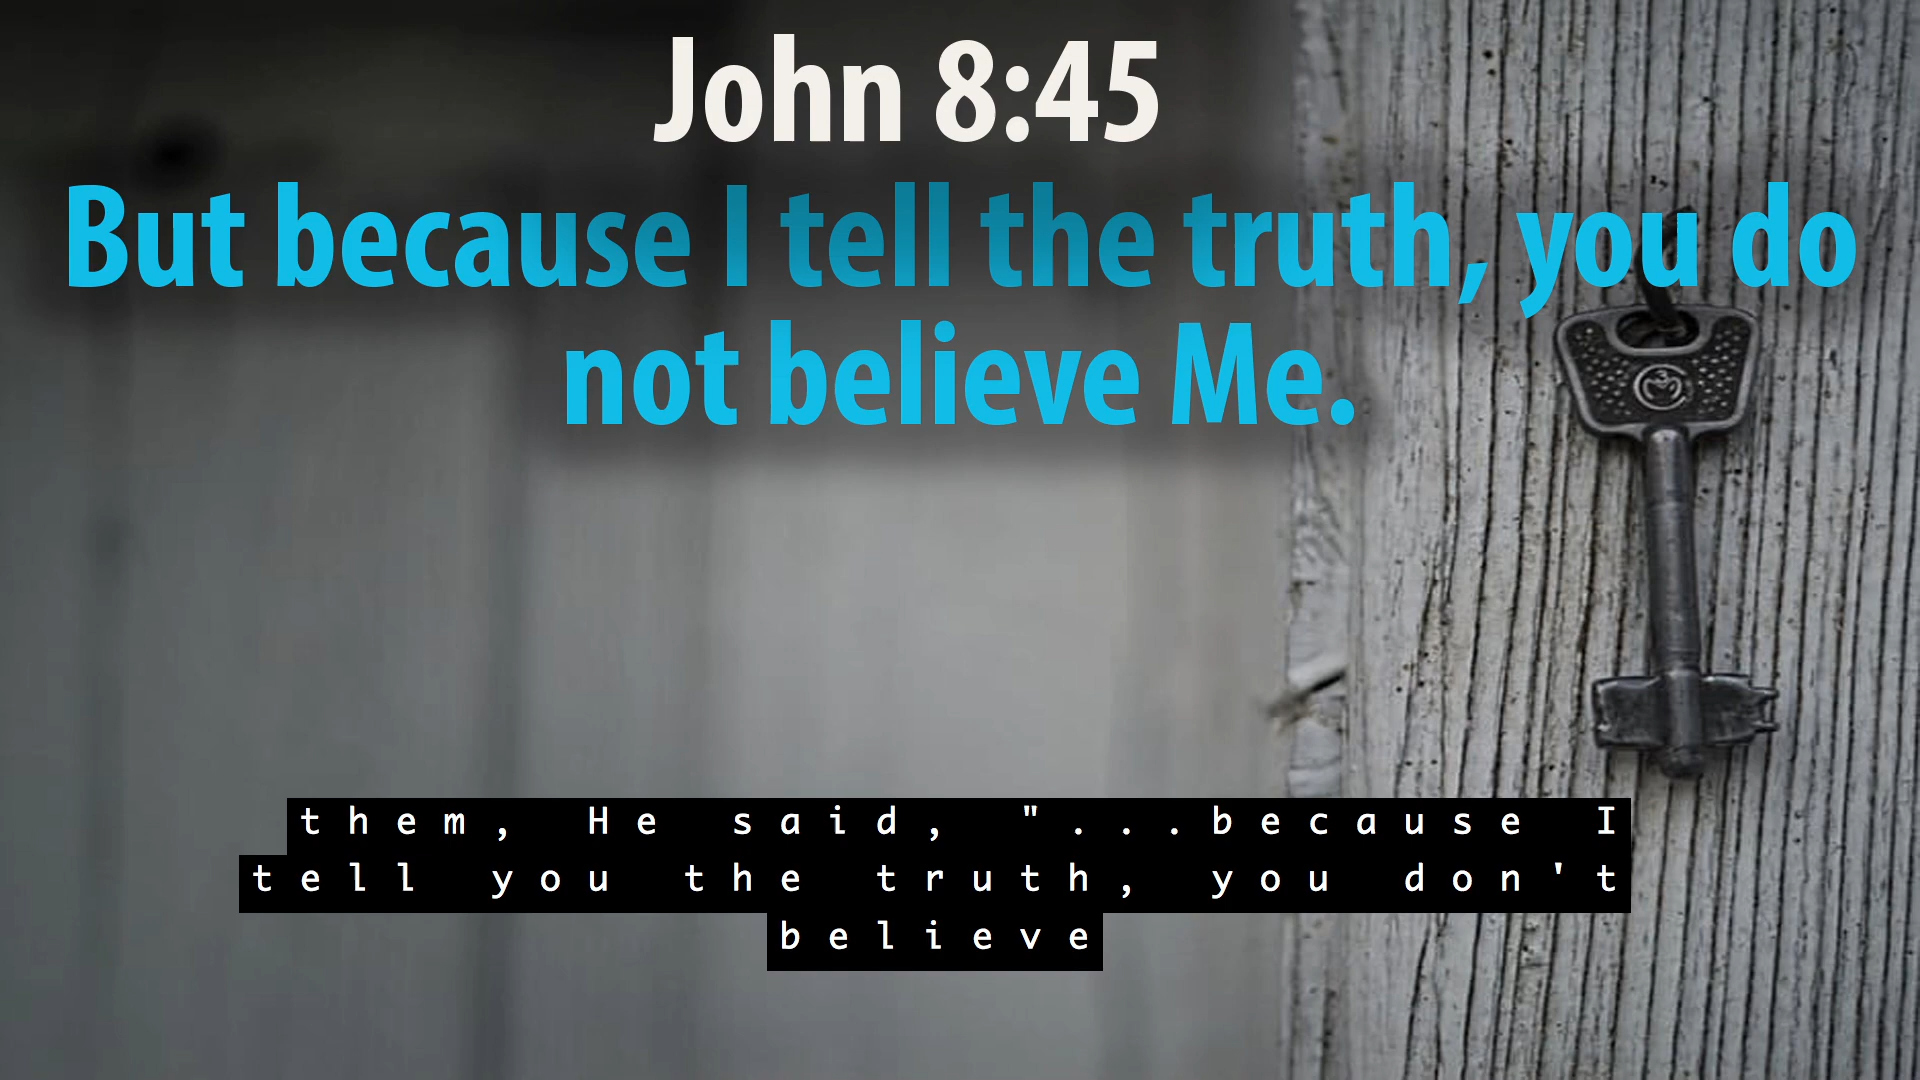 John 8:45
But because I tell the truth, you do
not believe Me.
them, He said, "...because I
tell you the truth, you don't
believe